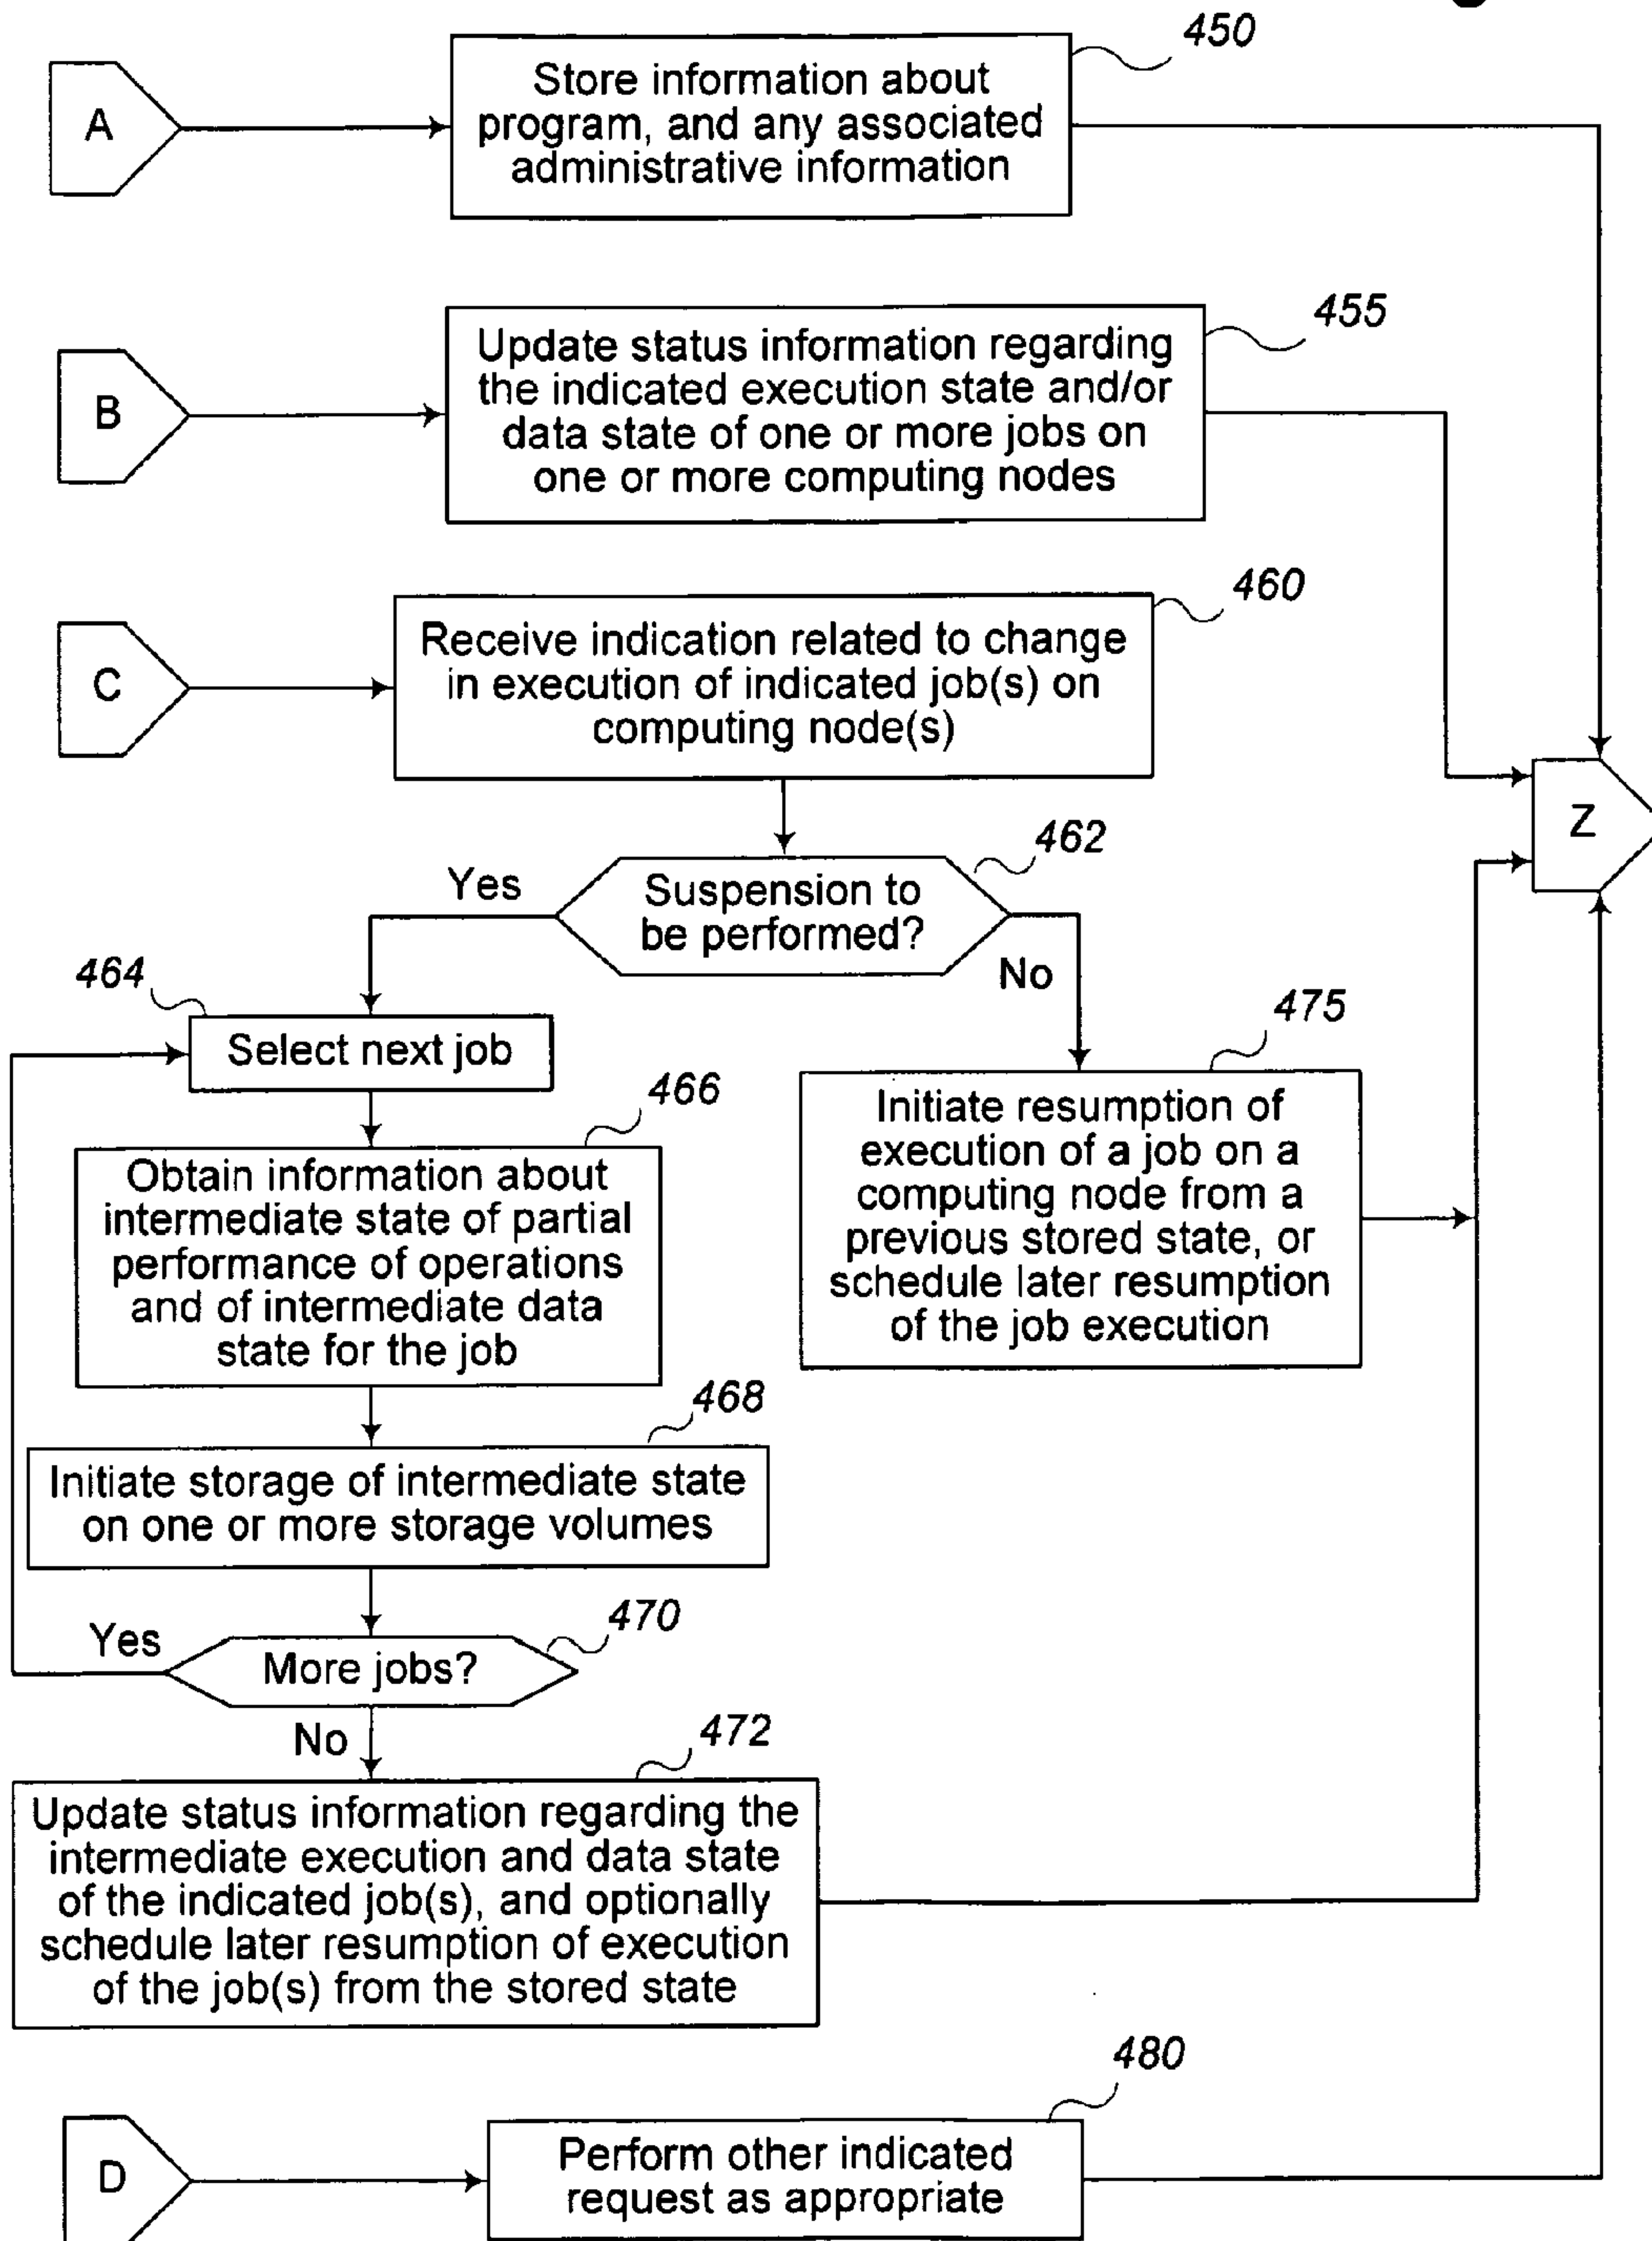 450
A
Store information about
program, and any associated
administrative information
455
B
Update status information regarding
the indicated execution state and/or
data state of one or more jobs on
one or more computing nodes
460
C
Receive indication related to change
in execution of indicated job(s) on
computing node(s)
Z
462
Yes
Suspension to
be performed?
No
464
Select next job
475
Initiate resumption of
execution of a job on a
computing node from a
previous stored state, or
schedule later resumption
of the job execution
466
Obtain information about
intermediate state of partial
performance of operations
and of intermediate data
state for the job
468
Initiate storage of intermediate state
on one or more storage volumes
470
Yes
More jobs?
No
472
Update status information regarding the
intermediate execution and data state
of the indicated job(s), and optionally
schedule later resumption of execution
of the job(s) from the stored state
480
D
Perform other indicated
request as appropriate